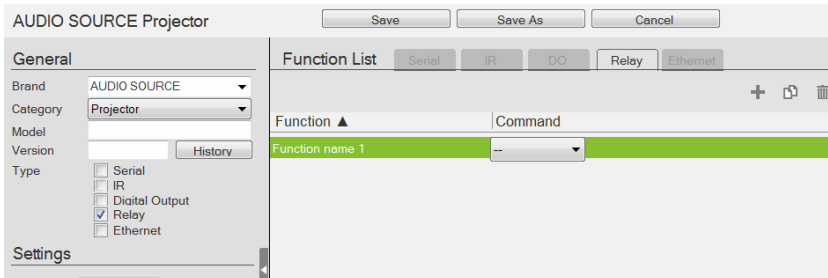 AUDIO SOURCE Projector
Save
Save As
Cancel
General
Brand
AUDIO SOURCE
Category
Projector
Model
Version
History
Type
Serial
IR
Digital Output
Relay
Ethernet
Settings
Function List
Serial
IR
DO
Relay
Ethernet
Function ▲
Command
Function name 1
--